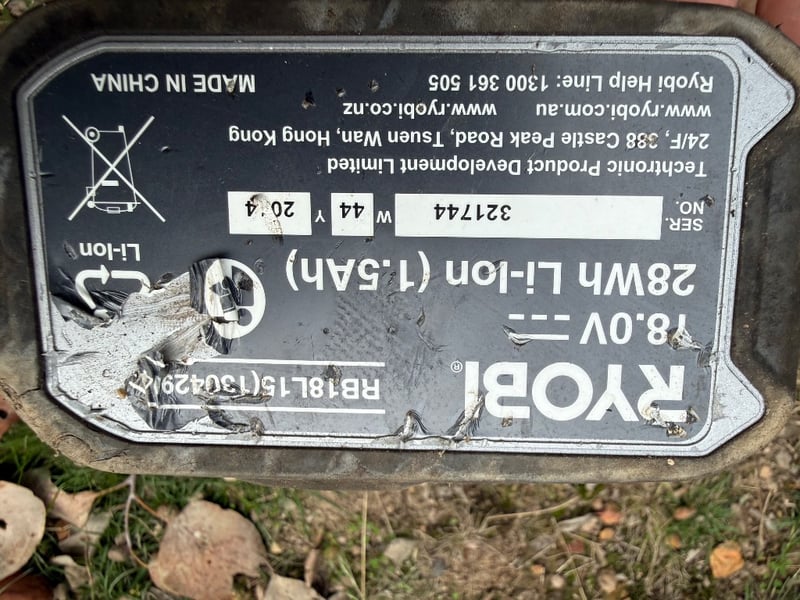 RYOBI®
RB18L15(130429
18.0V
28Wh Li-Ion (1.5Ah)
Li-Ion
SER. NO. 321744 W 44 Y 2014
Techtronic Product Development Limited
24/F, 388 Castle Peak Road, Tsuen Wan, Hong Kong
www.ryobi.com.au www.ryobi.co.nz
Ryobi Help Line: 1300 361 505 MADE IN CHINA